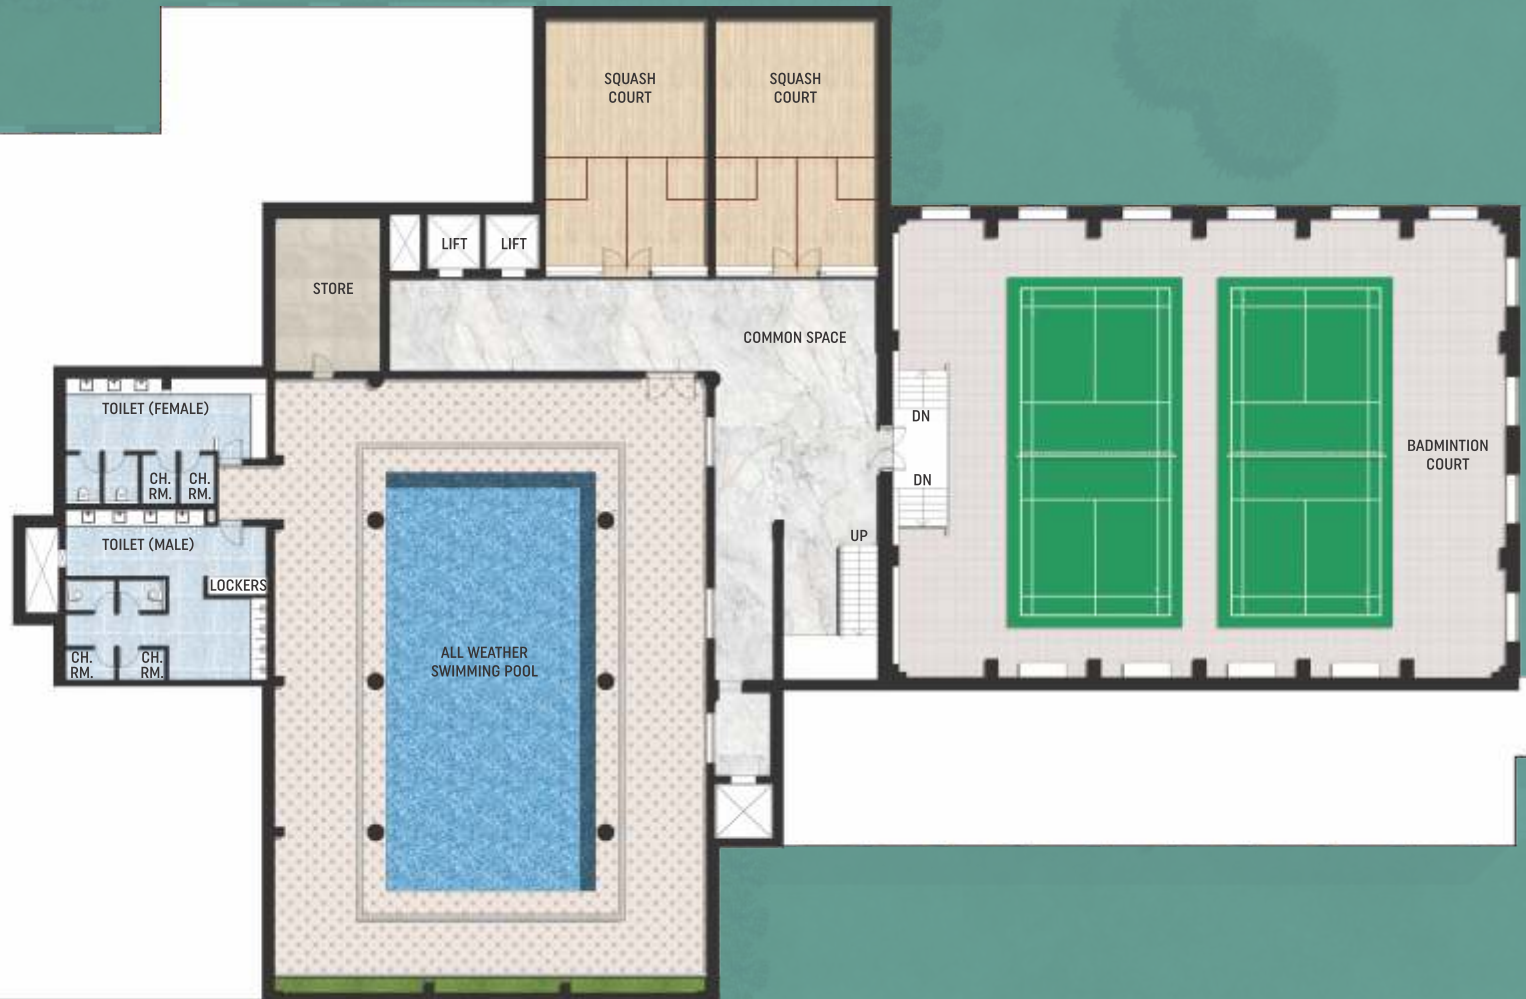 SQUASH
COURT
SQUASH
COURT
LIFT
LIFT
STORE
COMMON SPACE
TOILET (FEMALE)
CH.
RM.
CH.
RM.
DN
DN
BADMINTION
COURT
UP
TOILET (MALE)
LOCKERS
CH.
RM.
CH.
RM.
ALL WEATHER
SWIMMING POOL